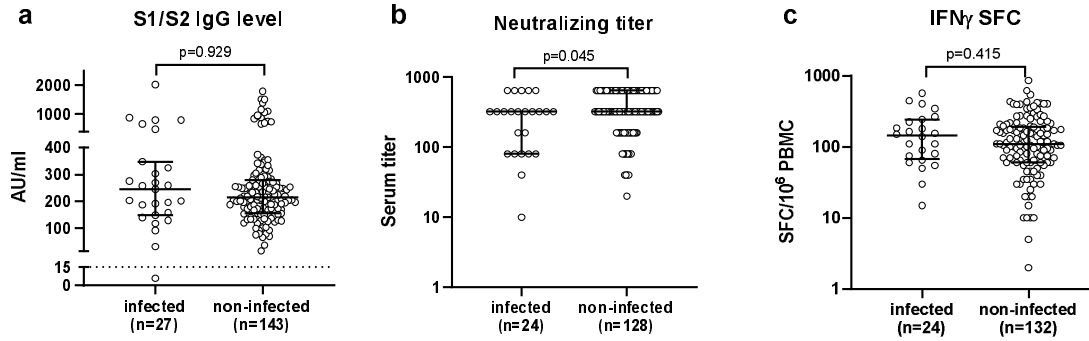 a
S1/S2 IgG level
p=0.929
AU/ml
2000
1000
400
300
200
100
15
0
infected
(n=27)
non-infected
(n=143)
b
Neutralizing titer
p=0.045
Serum titer
1000
100
10
1
infected
(n=24)
non-infected
(n=128)
c
IFNγ SFC
p=0.415
SFC/10⁶ PBMC
1000
100
10
1
infected
(n=24)
non-infected
(n=132)